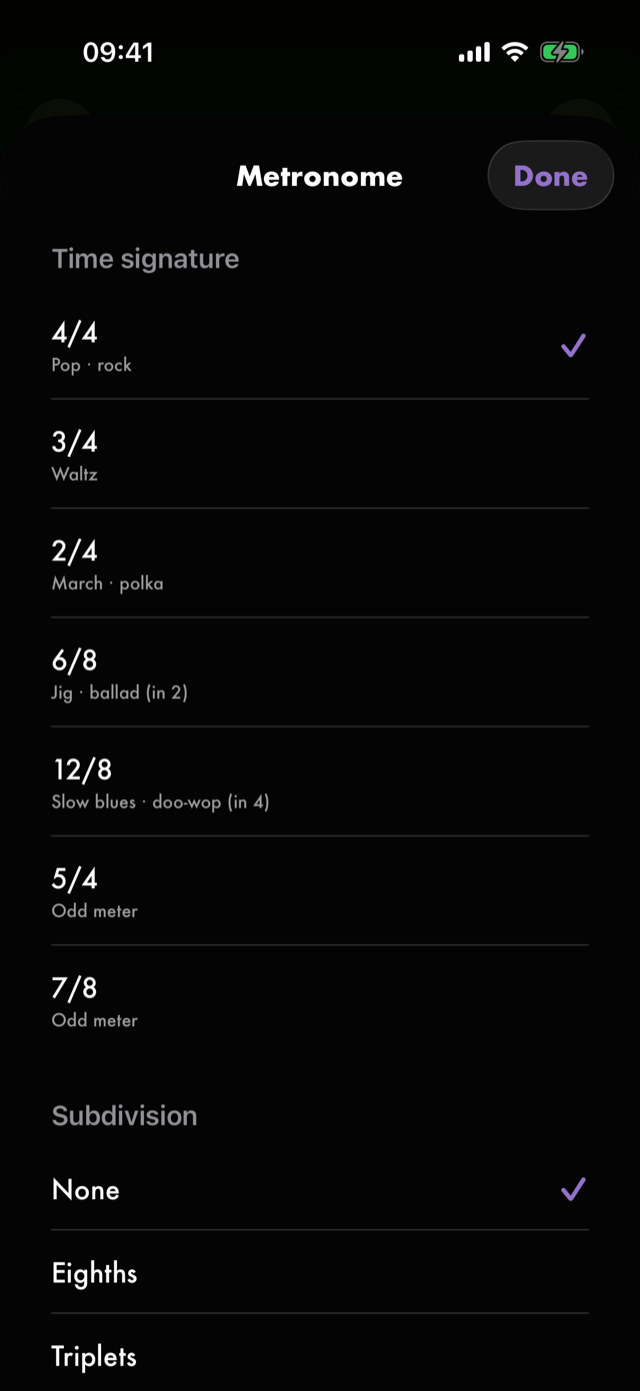 09:41
Metronome
Done
Time signature
4/4
Pop · rock
3/4
Waltz
2/4
March · polka
6/8
Jig · ballad (in 2)
12/8
Slow blues · doo-wop (in 4)
5/4
Odd meter
7/8
Odd meter
Subdivision
None
Eighths
Triplets